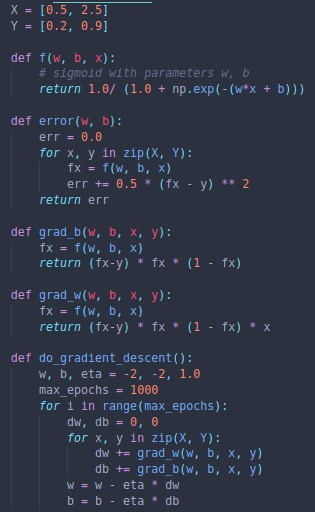 X = [0.5, 2.5]
Y = [0.2, 0.9]

def f(w, b, x):
    # sigmoid with parameters w, b
    return 1.0/ (1.0 + np.exp(-(w*x + b)))

def error(w, b):
    err = 0.0
    for x, y in zip(X, Y):
        fx = f(w, b, x)
        err += 0.5 * (fx - y) ** 2
    return err

def grad_b(w, b, x, y):
    fx = f(w, b, x)
    return (fx-y) * fx * (1 - fx)

def grad_w(w, b, x, y):
    fx = f(w, b, x)
    return (fx-y) * fx * (1 - fx) * x

def do_gradient_descent():
    w, b, eta = -2, -2, 1.0
    max_epochs = 1000
    for i in range(max_epochs):
        dw, db = 0, 0
        for x, y in zip(X, Y):
            dw += grad_w(w, b, x, y)
            db += grad_b(w, b, x, y)
        w = w - eta * dw
        b = b - eta * db